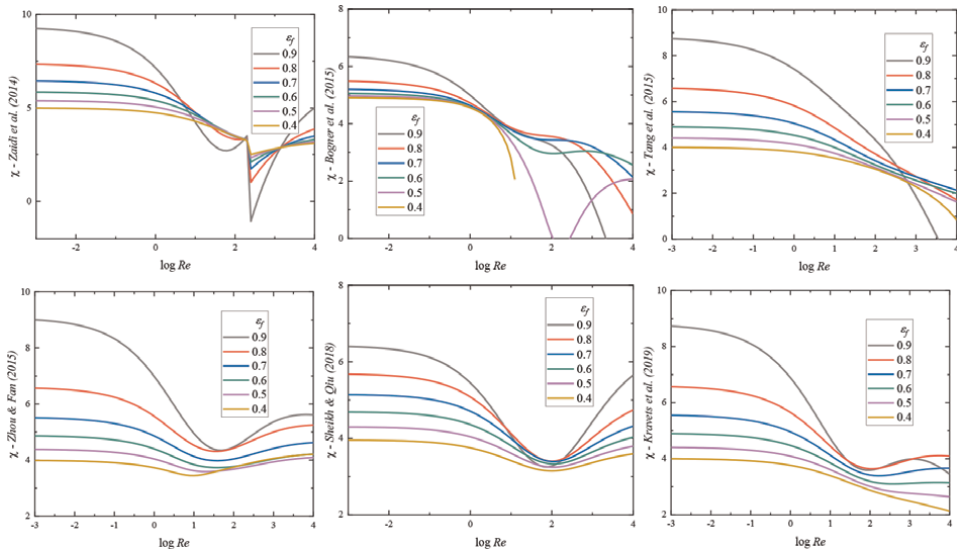 χ - Zaidi et al. (2014)
10
5
0
εf
0.9
0.8
0.7
0.6
0.5
0.4
-2 0 2 4
log Re
χ - Bogner et al. (2015)
8
6
4
2
0
εf
0.9
0.8
0.7
0.6
0.5
0.4
-2 0 2 4
log Re
χ - Tang et al. (2015)
10
8
6
4
2
0
εf
0.9
0.8
0.7
0.6
0.5
0.4
-3 -2 -1 0 1 2 3 4
log Re
χ - Zhou & Fan (2015)
10
8
6
4
2
εf
0.9
0.8
0.7
0.6
0.5
0.4
-3 -2 -1 0 1 2 3 4
log Re
χ - Sheikh & Qiu (2018)
8
6
4
2
εf
0.9
0.8
0.7
0.6
0.5
0.4
-2 0 2 4
log Re
χ - Kravets et al. (2019)
10
8
6
4
2
εf
0.9
0.8
0.7
0.6
0.5
0.4
-3 -2 -1 0 1 2 3 4
log Re